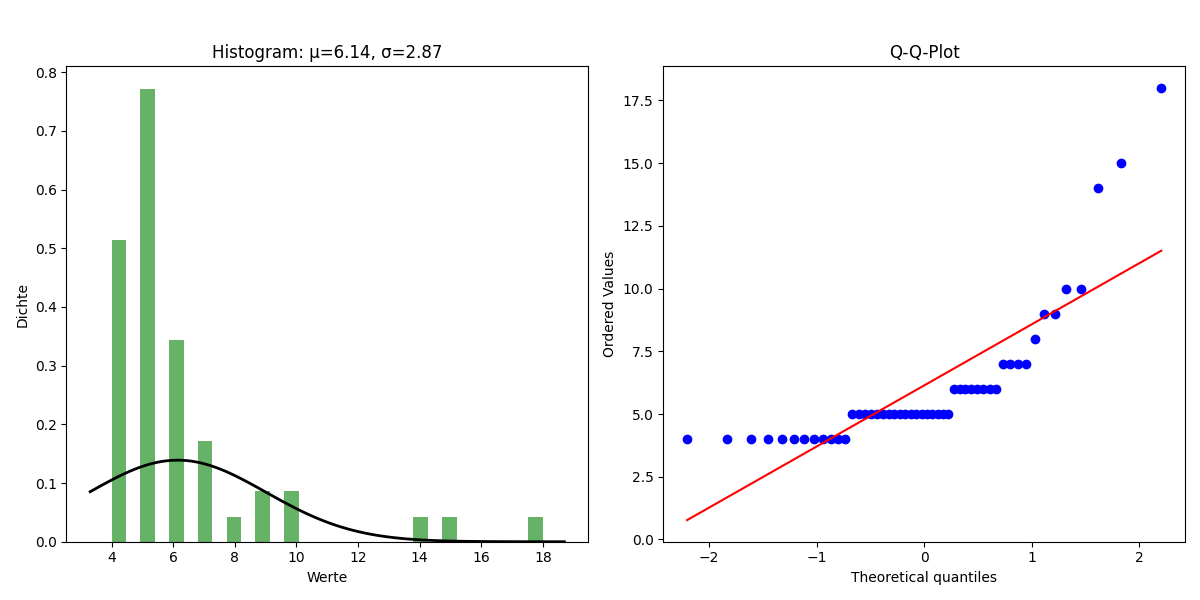 Histogram: μ=6.14, σ=2.87
0.8
0.7
0.6
0.5
0.4
0.3
0.2
0.1
0.0
Dichte
4 6 8 10 12 14 16 18
Werte
Q-Q-Plot
17.5
15.0
12.5
10.0
7.5
5.0
2.5
0.0
Ordered Values
−2 −1 0 1 2
Theoretical quantiles